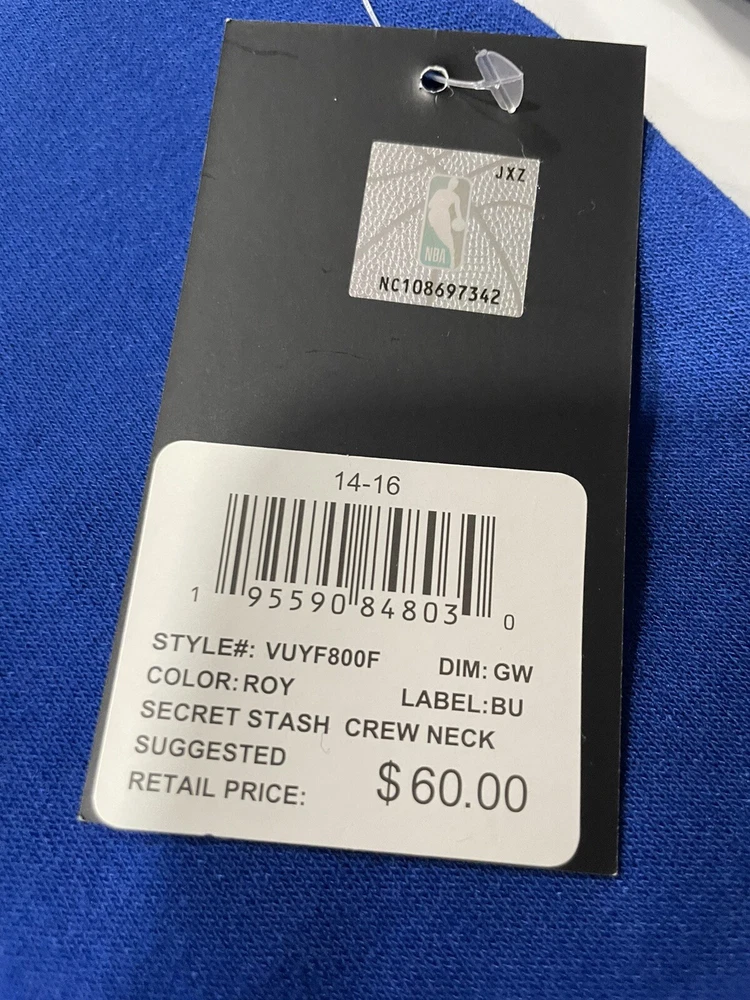 JXZ
NBA
NC108697342
14-16
1 95590 84803 0
STYLE#: VUYF800F DIM: GW
COLOR: ROY LABEL:BU
SECRET STASH CREW NECK
SUGGESTED
RETAIL PRICE: $60.00